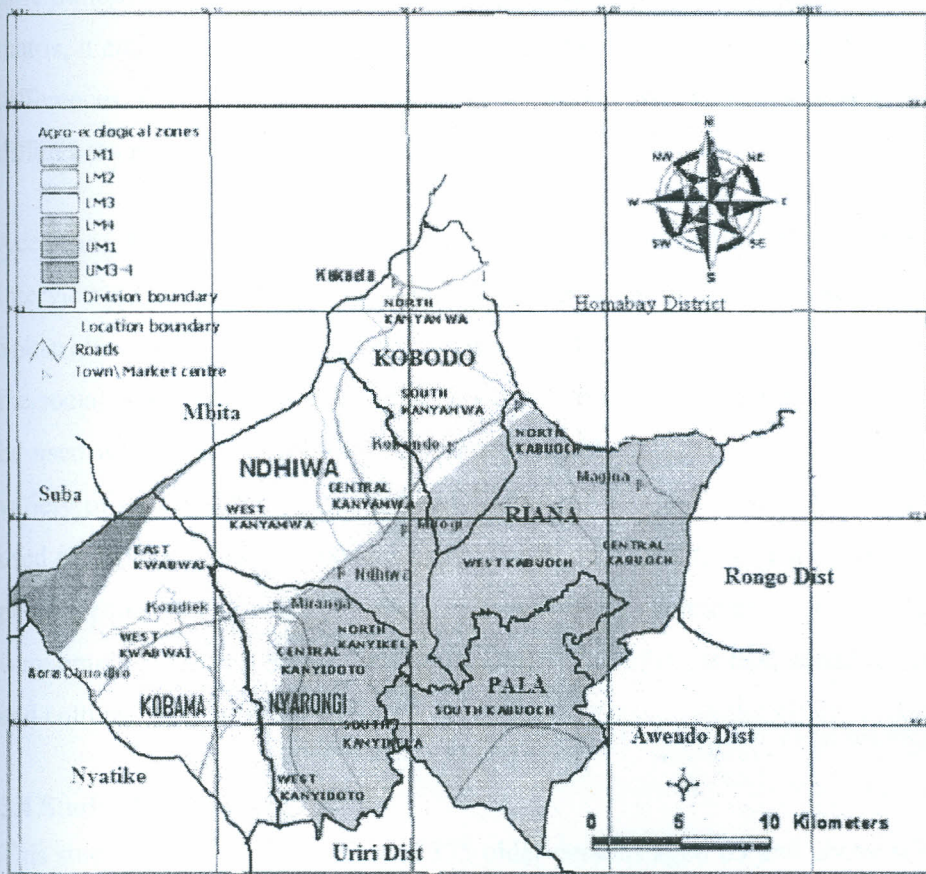 Agro-ecological zones
LM1
LM2
LM3
LM4
UM1
UM3-4
Division boundary
Location boundary
Roads
Town\Market centre
N
NE
E
SE
S
SW
W
NW
Homabay District
NORTH
KANYAMWA
KOBODO
SOUTH
KANYAMWA
Mbita
NORTH
KABUOCH
NDHIWA
Suba
CENTRAL
KANYAMWA
WEST
KANYAMWA
Mirogi
RIANA
Magina
EAST
KWABWAI
Ndhiwa
WEST KABUOCH
CENTRAL
KABUOCH
Rongo Dist
Kondiek
Miranga
WEST
KWABWAI
NORTH
KANYIKELA
CENTRAL
KANYIDOTO
PALA
KOBAMA
NYARONGI
SOUTH KABUOCH
SOUTH
KANYIKELA
Awendo Dist
Nyatike
WEST
KANYIDOTO
0 5 10 Kilometers
Uriri Dist